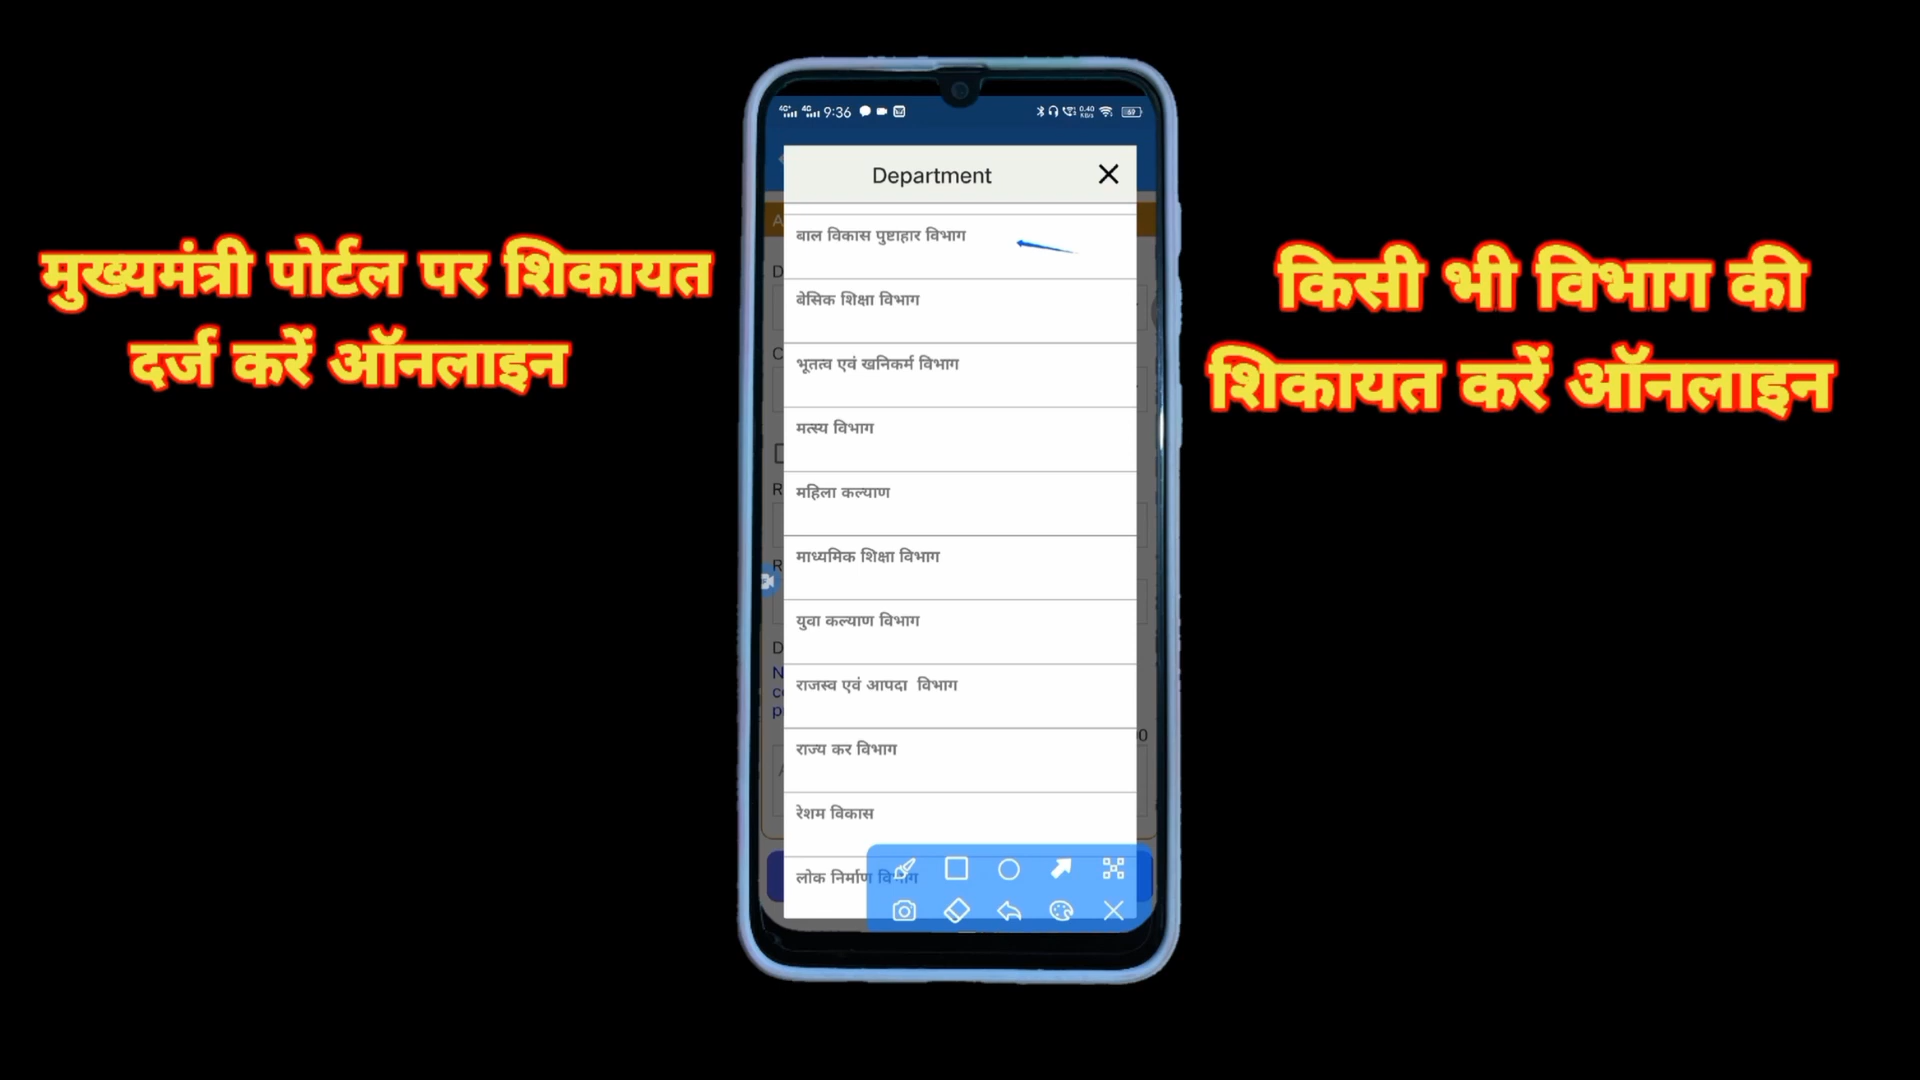 मुख्यमंत्री पोर्टल पर शिकायत
दर्ज करें ऑनलाइन
9:36
Department
बाल विकास पुष्टाहार विभाग
बेसिक शिक्षा विभाग
भूतत्व एवं खनिकर्म विभाग
मत्स्य विभाग
महिला कल्याण
माध्यमिक शिक्षा विभाग
युवा कल्याण विभाग
राजस्व एवं आपदा विभाग
राज्य कर विभाग
रेशम विकास
लोक निर्माण विभाग
किसी भी विभाग की
शिकायत करें ऑनलाइन